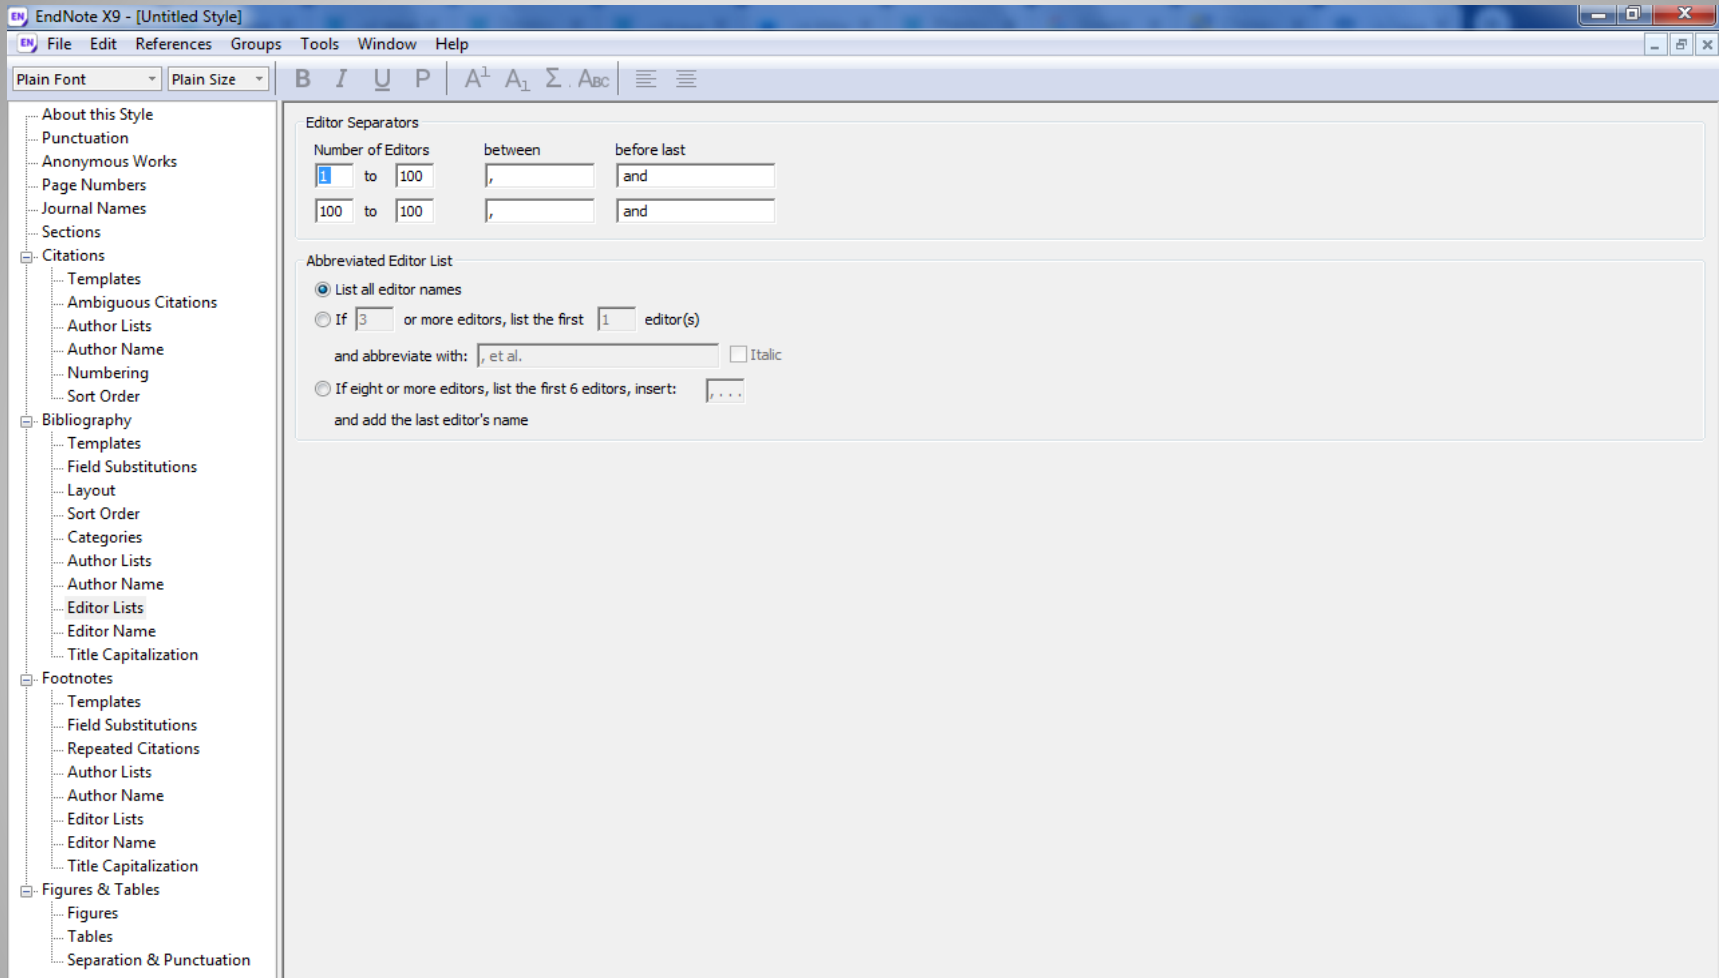 EndNote X9 - [Untitled Style]
File Edit References Groups Tools Window Help
Plain Font Plain Size B I U P A1 A1 Σ ABC
About this Style
Punctuation
Anonymous Works
Page Numbers
Journal Names
Sections
Citations
Templates
Ambiguous Citations
Author Lists
Author Name
Numbering
Sort Order
Bibliography
Templates
Field Substitutions
Layout
Sort Order
Categories
Author Lists
Author Name
Editor Lists
Editor Name
Title Capitalization
Footnotes
Templates
Field Substitutions
Repeated Citations
Author Lists
Author Name
Editor Lists
Editor Name
Title Capitalization
Figures & Tables
Figures
Tables
Separation & Punctuation
Editor Separators
Number of Editors between before last
1 to 100 , and
100 to 100 , and
Abbreviated Editor List
List all editor names
If 3 or more editors, list the first 1 editor(s)
and abbreviate with: , et al. Italic
If eight or more editors, list the first 6 editors, insert: , . . .
and add the last editor's name